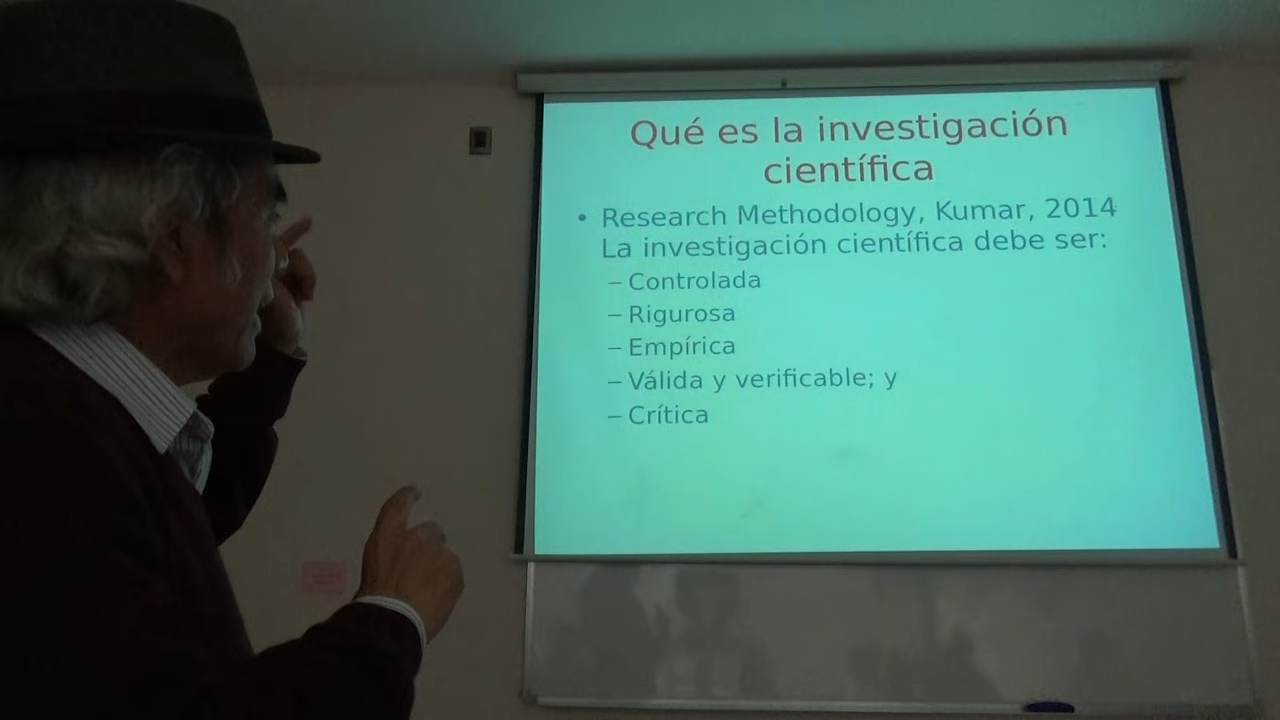 Qué es la investigación
científica
• Research Methodology, Kumar, 2014
La investigación científica debe ser:
– Controlada
– Rigurosa
– Empírica
– Válida y verificable; y
– Crítica